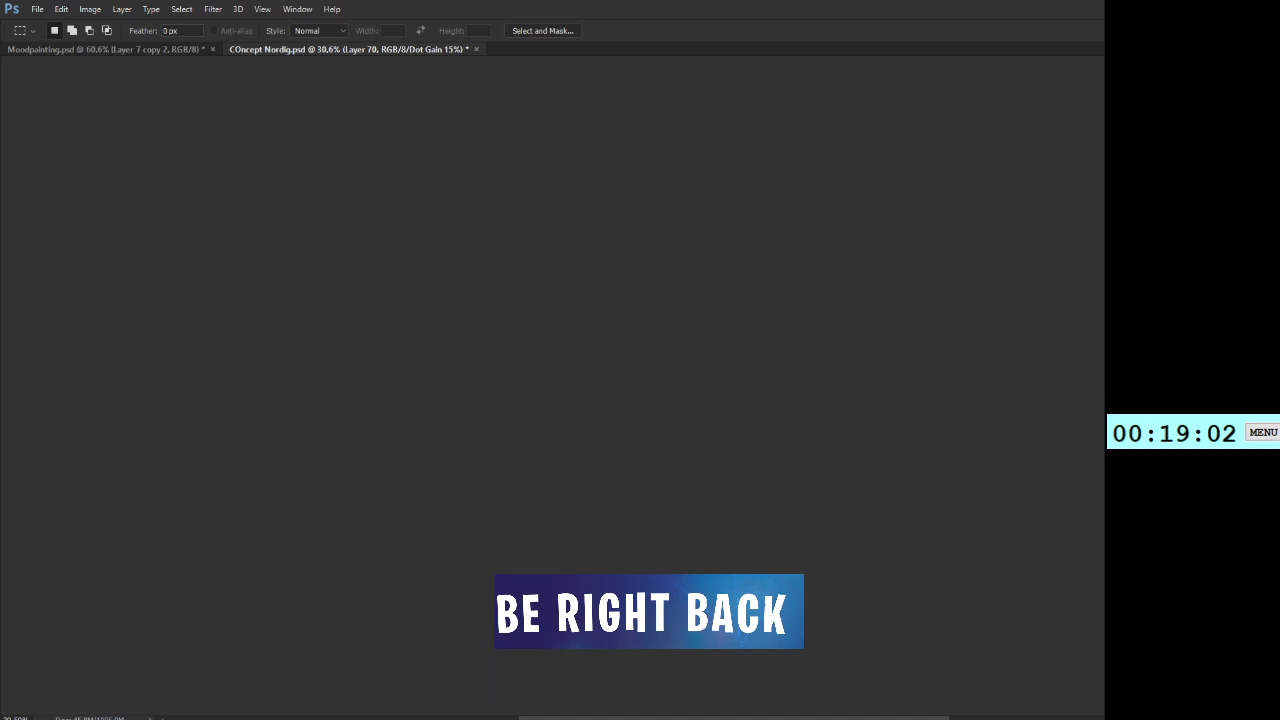 Ps File Edit Image Layer Type Select Filter 3D View Window Help
Feather: 0 px Anti-alias Style: Normal Width: Height: Select and Mask...
Moodpainting.psd @ 60,6% (Layer 7 copy 2, RGB/8) * × COncept Nordig.psd @ 30,6% (Layer 70, RGB/8/Dot Gain 15%) * ×
00:19:02 MENU
BE RIGHT BACK